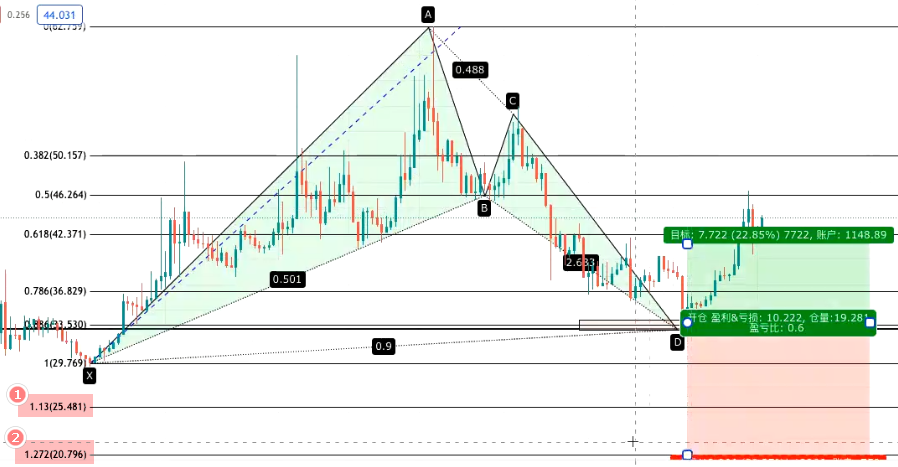 0.256
44.031
0(62.759)
A
0.488
C
0.382(50.157)
0.5(46.264)
B
0.618(42.371)
目标: 7.722 (22.85%) 7722, 账户: 1148.89
2.633
0.501
0.786(36.829)
开仓 盈利&亏损: 10.222, 仓量:19.281
盈亏比: 0.6
D
0.9
1(29.769)
X
1
1.13(25.481)
2
1.272(20.796)